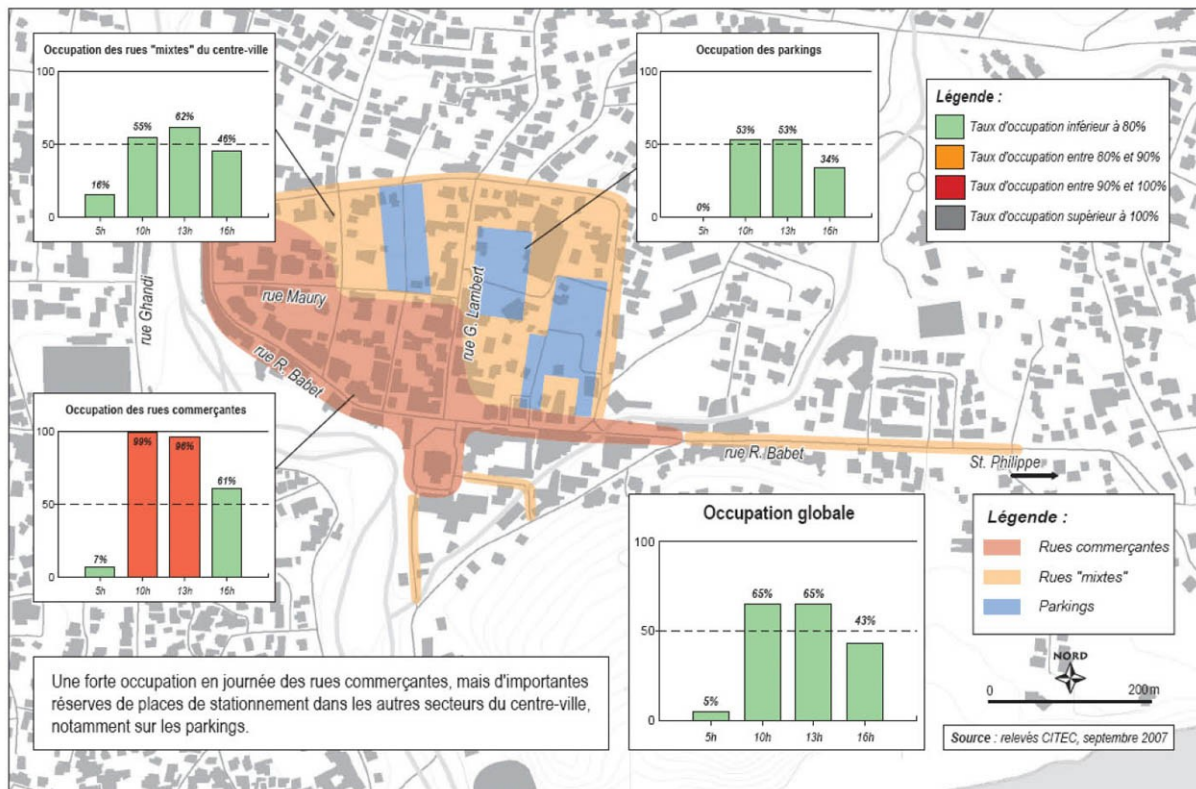 Occupation des rues "mixtes" du centre-ville
100
50
16%
55%
62%
46%
5h
10h
13h
16h
Occupation des parkings
100
50
0%
53%
53%
34%
5h
10h
13h
16h
Légende :
Taux d'occupation inférieur à 80%
Taux d'occupation entre 80% et 90%
Taux d'occupation entre 90% et 100%
Taux d'occupation supérieur à 100%
rue Ghandi
rue Maury
rue G. Lambert
rue R. Babet
Occupation des rues commerçantes
100
50
0
7%
99%
96%
61%
5h
10h
13h
16h
rue R. Babet
St. Philippe
Occupation globale
100
50
0
5%
65%
65%
43%
5h
10h
13h
16h
Légende :
Rues commerçantes
Rues "mixtes"
Parkings
NORD
0
200 m
Une forte occupation en journée des rues commerçantes, mais d'importantes
réserves de places de stationnement dans les autres secteurs du centre-ville,
notamment sur les parkings.
Source : relevés CITEC, septembre 2007